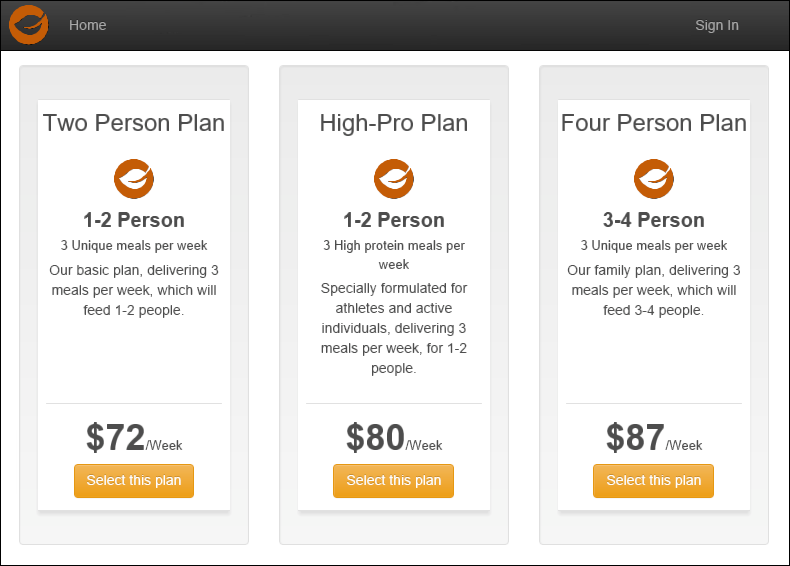 Home
Sign In
Two Person Plan
1-2 Person
3 Unique meals per week
Our basic plan, delivering 3
meals per week, which will
feed 1-2 people.
$72/Week
Select this plan
High-Pro Plan
1-2 Person
3 High protein meals per
week
Specially formulated for
athletes and active
individuals, delivering 3
meals per week, for 1-2
people.
$80/Week
Select this plan
Four Person Plan
3-4 Person
3 Unique meals per week
Our family plan, delivering 3
meals per week, which will
feed 3-4 people.
$87/Week
Select this plan